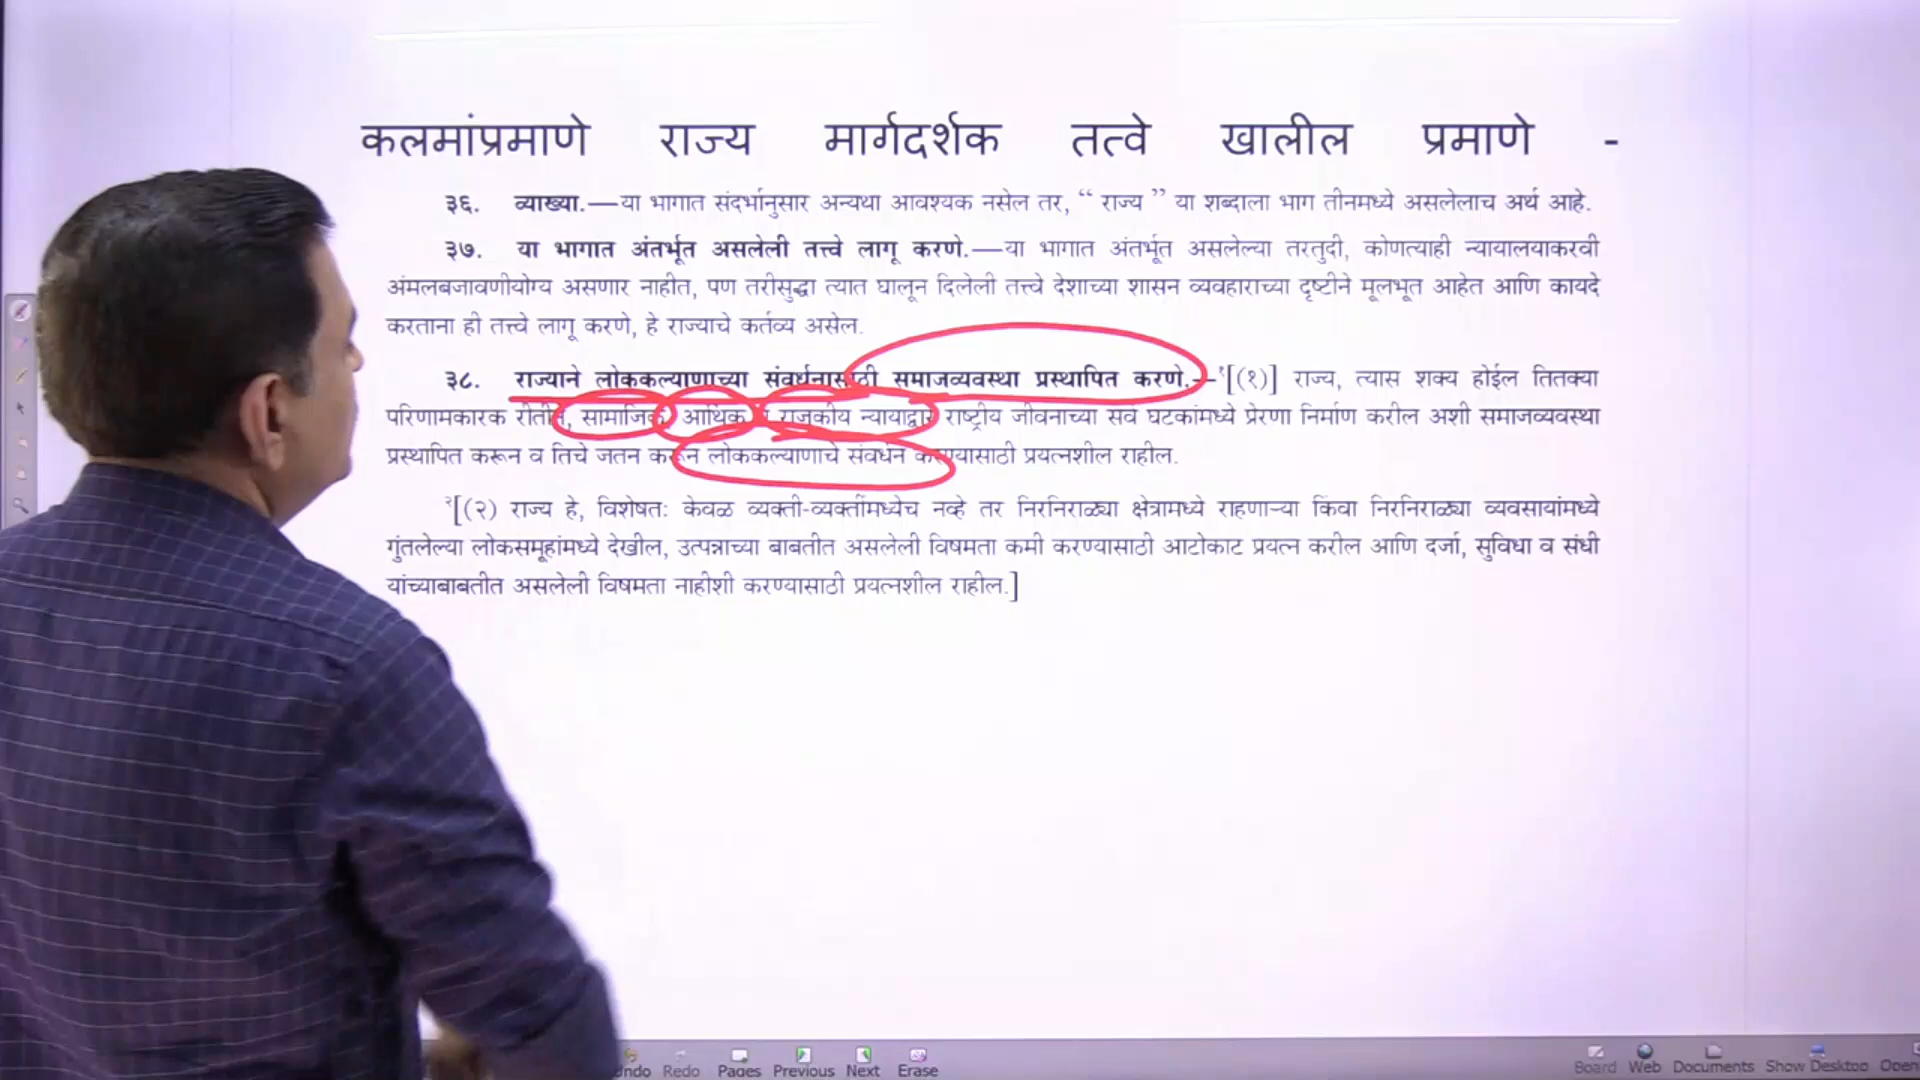 कलमांप्रमाणे राज्य मार्गदर्शक तत्वे खालील प्रमाणे -
३६. व्याख्या.—या भागात संदर्भानुसार अन्यथा आवश्यक नसेल तर, “ राज्य ” या शब्दाला भाग तीनमध्ये असलेलाच अर्थ आहे.
३७. या भागात अंतर्भूत असलेली तत्त्वे लागू करणे.—या भागात अंतर्भूत असलेल्या तरतुदी, कोणत्याही न्यायालयाकरवी
अंमलबजावणीयोग्य असणार नाहीत, पण तरीसुद्धा त्यात घालून दिलेली तत्त्वे देशाच्या शासन व्यवहाराच्या दृष्टीने मूलभूत आहेत आणि कायदे
करताना ही तत्त्वे लागू करणे, हे राज्याचे कर्तव्य असेल.
३८. राज्याने लोककल्याणाच्या संवर्धनासाठी समाजव्यवस्था प्रस्थापित करणे.—१[(१)] राज्य, त्यास शक्य होईल तितक्या
परिणामकारक रीतीने, सामाजिक, आर्थिक व राजकीय न्यायाद्वारे राष्ट्रीय जीवनाच्या सर्व घटकांमध्ये प्रेरणा निर्माण करील अशी समाजव्यवस्था
प्रस्थापित करून व तिचे जतन करून लोककल्याणाचे संवर्धन करण्यासाठी प्रयत्नशील राहील.
२[(२) राज्य हे, विशेषतः केवळ व्यक्ती-व्यक्तींमध्येच नव्हे तर निरनिराळ्या क्षेत्रामध्ये राहणाऱ्या किंवा निरनिराळ्या व्यवसायांमध्ये
गुंतलेल्या लोकसमूहांमध्ये देखील, उत्पन्नाच्या बाबतीत असलेली विषमता कमी करण्यासाठी आटोकाट प्रयत्न करील आणि दर्जा, सुविधा व संधी
यांच्याबाबतीत असलेली विषमता नाहीशी करण्यासाठी प्रयत्नशील राहील.]
Undo Redo Pages Previous Next Erase Board Web Documents Show Desktop Open